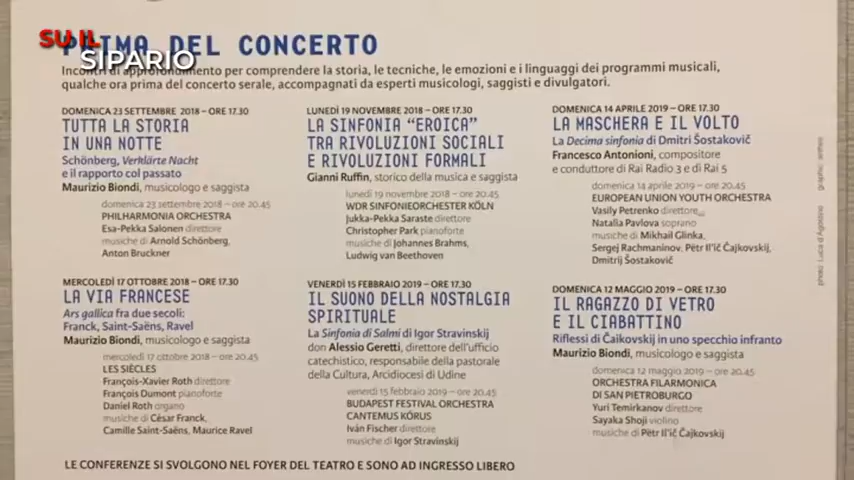 SU IL
SIPARIO
PRIMA DEL CONCERTO
Incontri di approfondimento per comprendere la storia, le tecniche, le emozioni e i linguaggi dei programmi musicali,
qualche ora prima del concerto serale, accompagnati da esperti musicologi, saggisti e divulgatori.
DOMENICA 23 SETTEMBRE 2018 – ORE 17.30
TUTTA LA STORIA
IN UNA NOTTE
Schönberg, Verklärte Nacht
e il rapporto col passato
Maurizio Biondi, musicologo e saggista
domenica 23 settembre 2018 – ore 20.45
PHILHARMONIA ORCHESTRA
Esa-Pekka Salonen direttore
musiche di Arnold Schönberg,
Anton Bruckner
MERCOLEDÌ 17 OTTOBRE 2018 – ORE 17.30
LA VIA FRANCESE
Ars gallica fra due secoli:
Franck, Saint-Saëns, Ravel
Maurizio Biondi, musicologo e saggista
mercoledì 17 ottobre 2018 – ore 20.45
LES SIÈCLES
François-Xavier Roth direttore
François Dumont pianoforte
Daniel Roth organo
musiche di Cèsar Franck,
Camille Saint-Saëns, Maurice Ravel
LUNEDÌ 19 NOVEMBRE 2018 – ORE 17.30
LA SINFONIA “EROICA”
TRA RIVOLUZIONI SOCIALI
E RIVOLUZIONI FORMALI
Gianni Ruffin, storico della musica e saggista
lunedì 19 novembre 2018 – ore 20.45
WDR SINFONIEORCHESTER KÖLN
Jukka-Pekka Saraste direttore
Christopher Park pianoforte
musiche di Johannes Brahms,
Ludwig van Beethoven
VENERDÌ 15 FEBBRAIO 2019 – ORE 17.30
IL SUONO DELLA NOSTALGIA
SPIRITUALE
La Sinfonia di Salmi di Igor Stravinskij
don Alessio Geretti, direttore dell’ufficio
catechistico, responsabile della pastorale
della Cultura, Arcidiocesi di Udine
venerdì 15 febbraio 2019 – ore 20.45
BUDAPEST FESTIVAL ORCHESTRA
CANTEMUS KÓRUS
Iván Fischer direttore
musiche di Igor Stravinskij
DOMENICA 14 APRILE 2019 – ORE 17.30
LA MASCHERA E IL VOLTO
La Decima sinfonia di Dmitri Šostakovič
Francesco Antonioni, compositore
e conduttore di Rai Radio 3 e di Rai 5
domenica 14 aprile 2019 – ore 20.45
EUROPEAN UNION YOUTH ORCHESTRA
Vasily Petrenko direttore
Natalia Pavlova soprano
musiche di Mikhail Glinka,
Sergej Rachmaninov, Pëtr Il’ič Čajkovskij,
Dmitrij Šostakovič
DOMENICA 12 MAGGIO 2019 – ORE 17.30
IL RAGAZZO DI VETRO
E IL CIABATTINO
Riflessi di Čaikovskij in uno specchio infranto
Maurizio Biondi, musicologo e saggista
domenica 12 maggio 2019 – ore 20.45
ORCHESTRA FILARMONICA
DI SAN PIETROBURGO
Yuri Temirkanov direttore
Sayaka Shoji violino
musiche di Pëtr Il’ič Čajkovskij
LE CONFERENZE SI SVOLGONO NEL FOYER DEL TEATRO E SONO AD INGRESSO LIBERO
photo: Luca d'Agostino graphic: